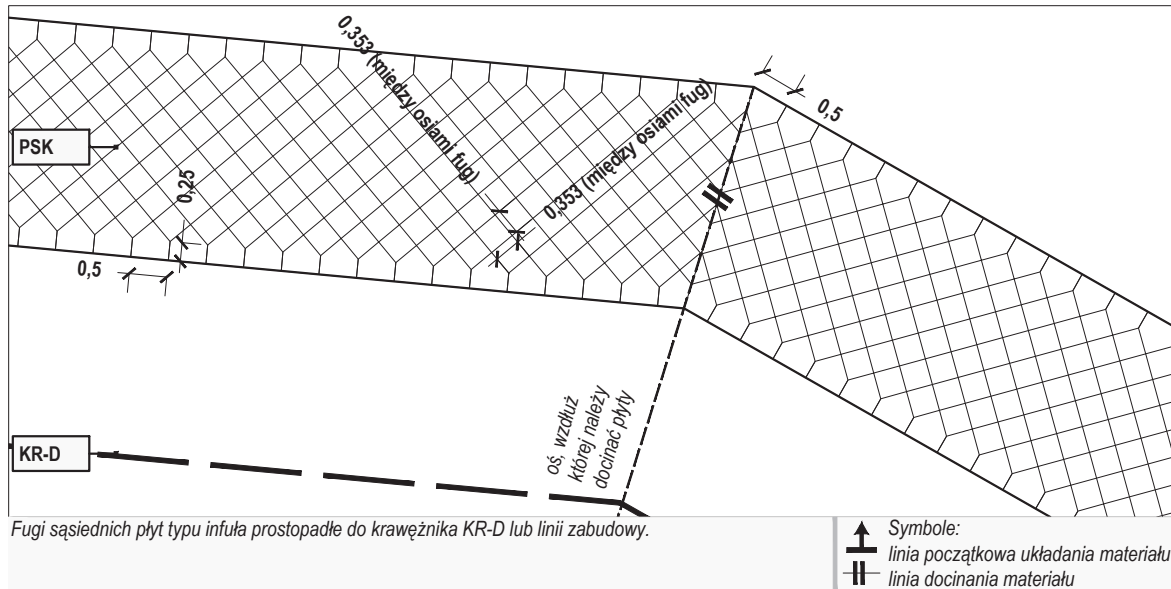 0,353 (między osiami fug)
0,5
PSK
0,25
0,353 (między osiami fug)
0,5
oś, wzdłuż
której należy
docinać płyty
KR-D
Fugi sąsiednich płyt typu infuła prostopadłe do krawężnika KR-D lub linii zabudowy.
Symbole:
linia początkowa układania materiału
linia docinania materiału